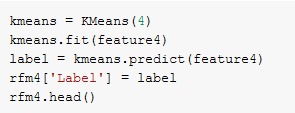 kmeans = KMeans(4)
kmeans.fit(feature4)
label = kmeans.predict(feature4)
rfm4['Label'] = label
rfm4.head()